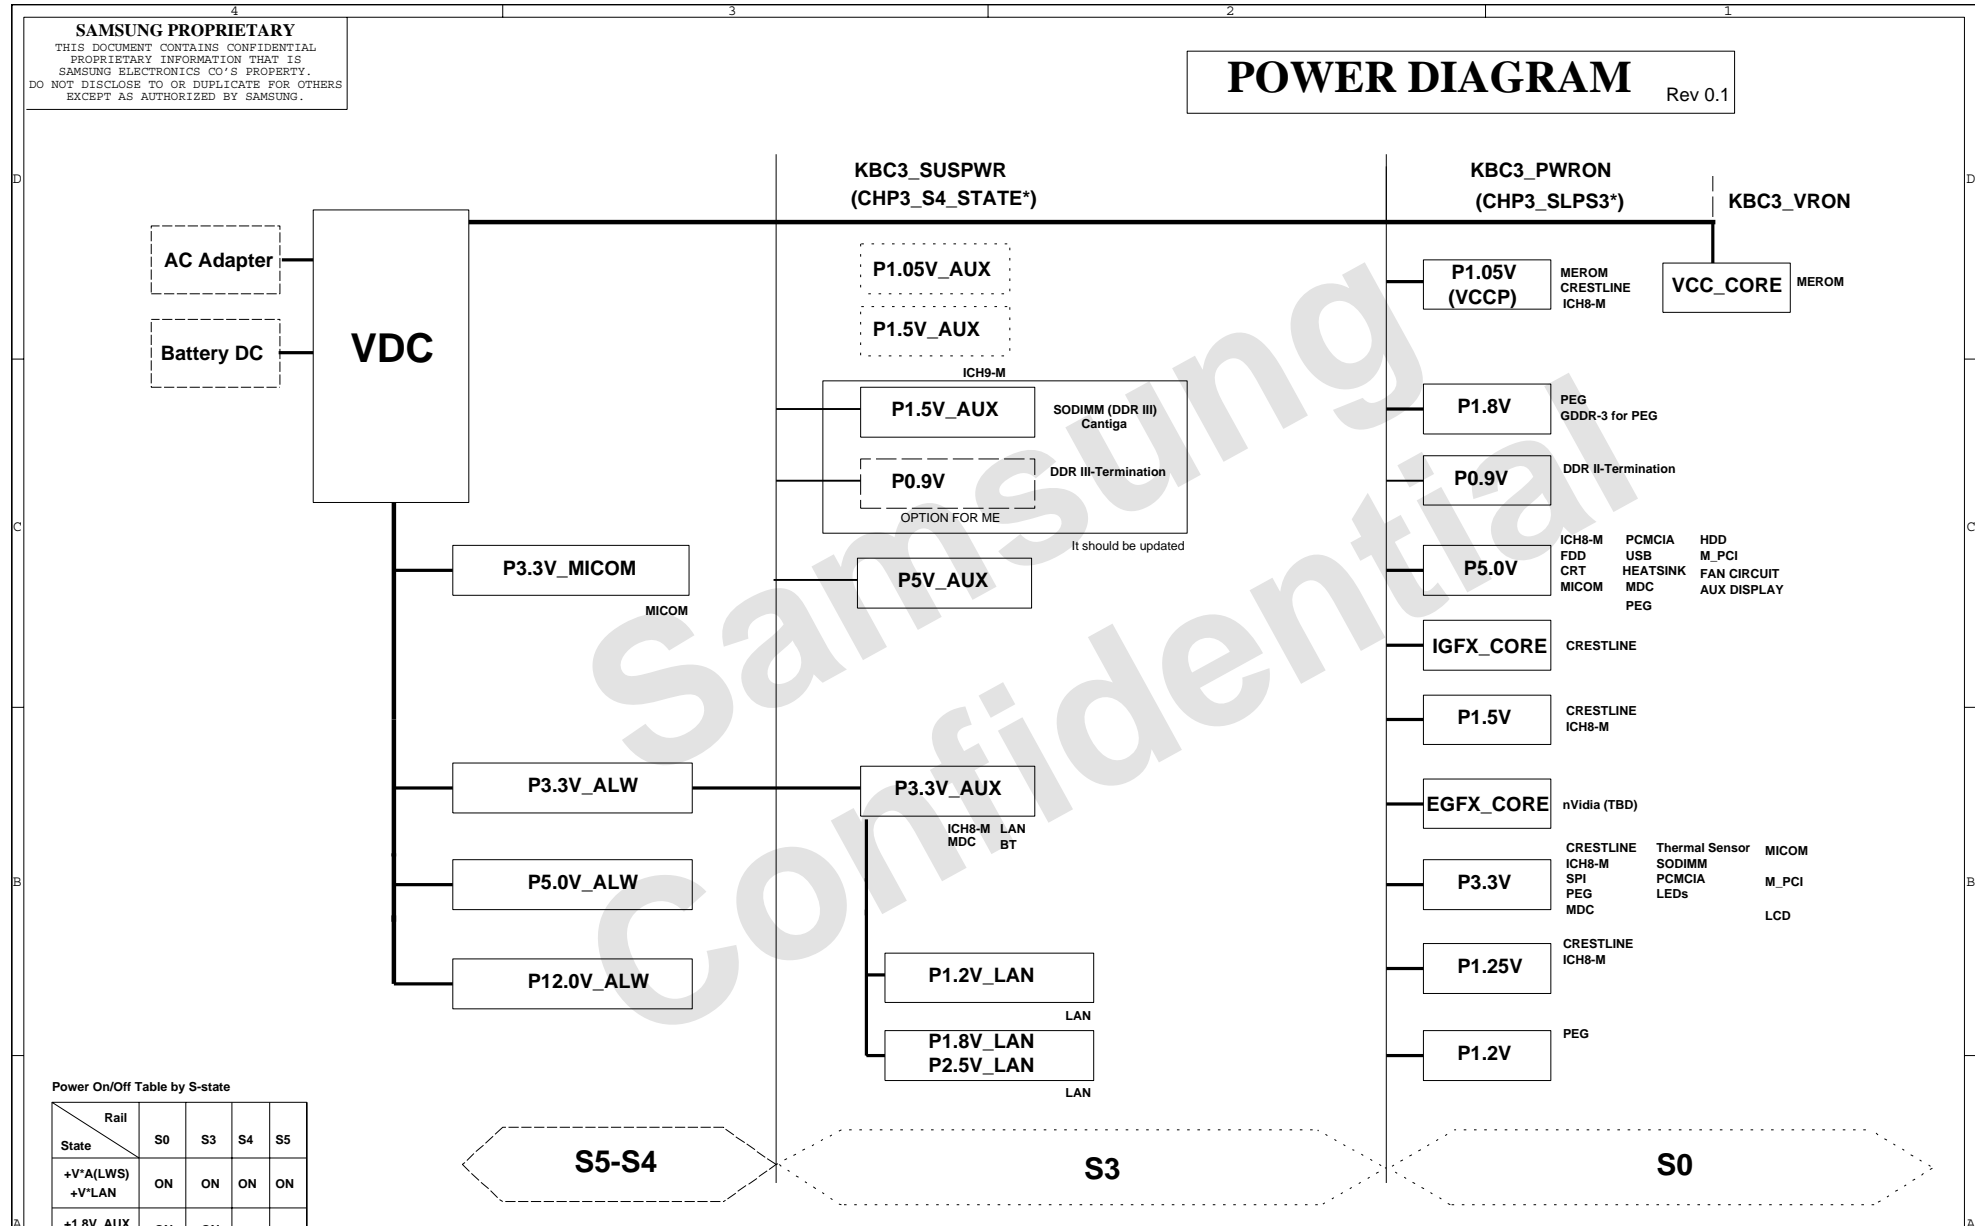 4 3 2 1
SAMSUNG PROPRIETARY
THIS DOCUMENT CONTAINS CONFIDENTIAL
PROPRIETARY INFORMATION THAT IS
SAMSUNG ELECTRONICS CO'S PROPERTY.
DO NOT DISCLOSE TO OR DUPLICATE FOR OTHERS
EXCEPT AS AUTHORIZED BY SAMSUNG.
POWER DIAGRAM Rev 0.1
D D
KBC3_SUSPWR
(CHP3_S4_STATE*)
KBC3_PWRON
(CHP3_SLPS3*)
KBC3_VRON
AC Adapter
Battery DC
VDC
P1.05V_AUX
P1.5V_AUX
ICH9-M
P1.5V_AUX
SODIMM (DDR III)
Cantiga
P0.9V
DDR III-Termination
OPTION FOR ME
It should be updated
P5V_AUX
P1.05V
(VCCP)
MEROM
CRESTLINE
ICH8-M
VCC_CORE
MEROM
P1.8V
PEG
GDDR-3 for PEG
P0.9V
DDR II-Termination
C C
P5.0V
ICH8-M PCMCIA HDD
FDD USB M_PCI
CRT HEATSINK FAN CIRCUIT
MICOM MDC AUX DISPLAY
PEG
IGFX_CORE
CRESTLINE
P1.5V
CRESTLINE
ICH8-M
EGFX_CORE
nVidia (TBD)
P3.3V
CRESTLINE Thermal Sensor MICOM
ICH8-M SODIMM
SPI PCMCIA M_PCI
PEG LEDs
MDC LCD
P1.25V
CRESTLINE
ICH8-M
P1.2V
PEG
P3.3V_MICOM
MICOM
P3.3V_ALW
P5.0V_ALW
P12.0V_ALW
P3.3V_AUX
ICH8-M LAN
MDC BT
P1.2V_LAN
LAN
P1.8V_LAN
P2.5V_LAN
LAN
B B
Samsung
Confidential
Power On/Off Table by S-state
Rail
State S0 S3 S4 S5
+V*A(LWS)
+V*LAN ON ON ON ON
+1.8V_AUX ON ON
S5-S4
S3
S0
A A